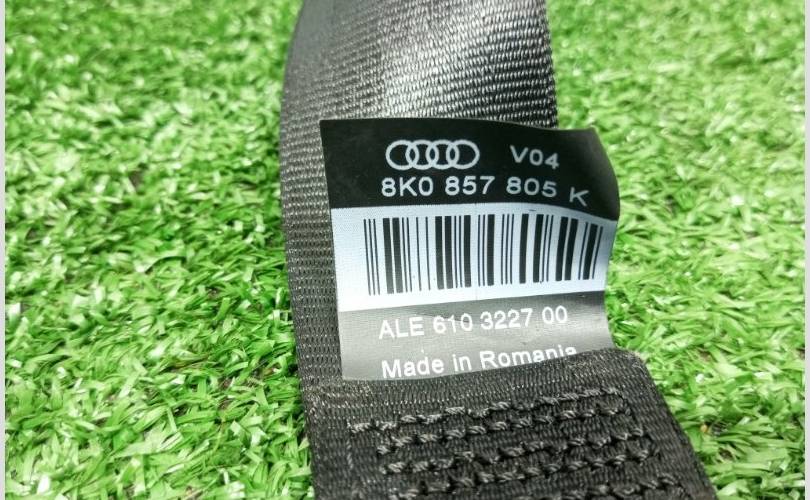 V04
8K0 857 805 K
ALE 610 3227 00
Made in Romania